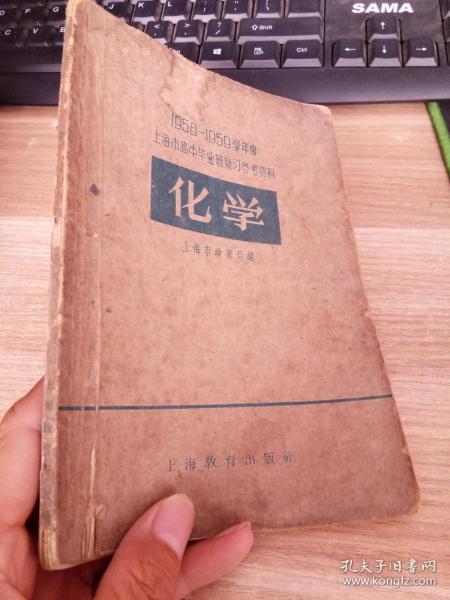 SAMA
1958-1959学年度
上海市高中毕业班复习参考资料
化学
上海市教育局编
上海教育出版社
孔夫子旧书网
www.kongfz.com